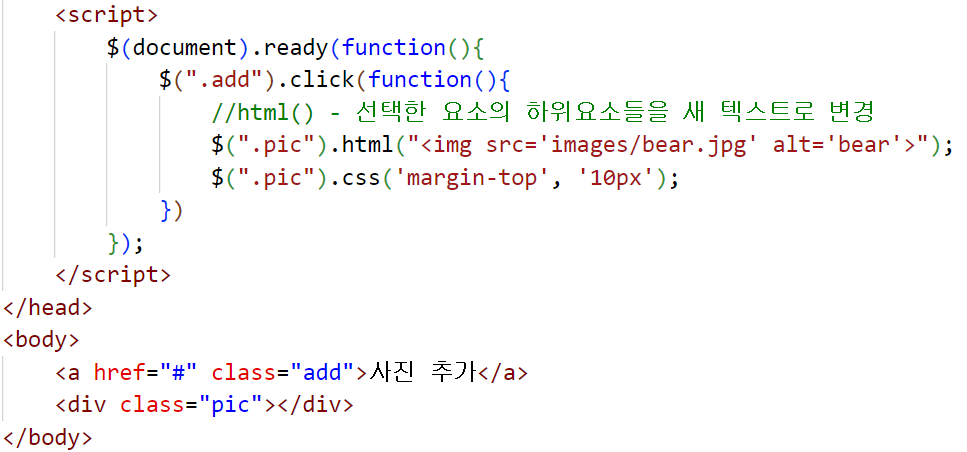 <script>
$(document).ready(function(){
$(".add").click(function(){
//html() - 선택한 요소의 하위요소들을 새 텍스트로 변경
$(".pic").html("<img src='images/bear.jpg' alt='bear'>");
$(".pic").css('margin-top', '10px');
})
});
</script>
</head>
<body>
<a href="#" class="add">사진 추가</a>
<div class="pic"></div>
</body>